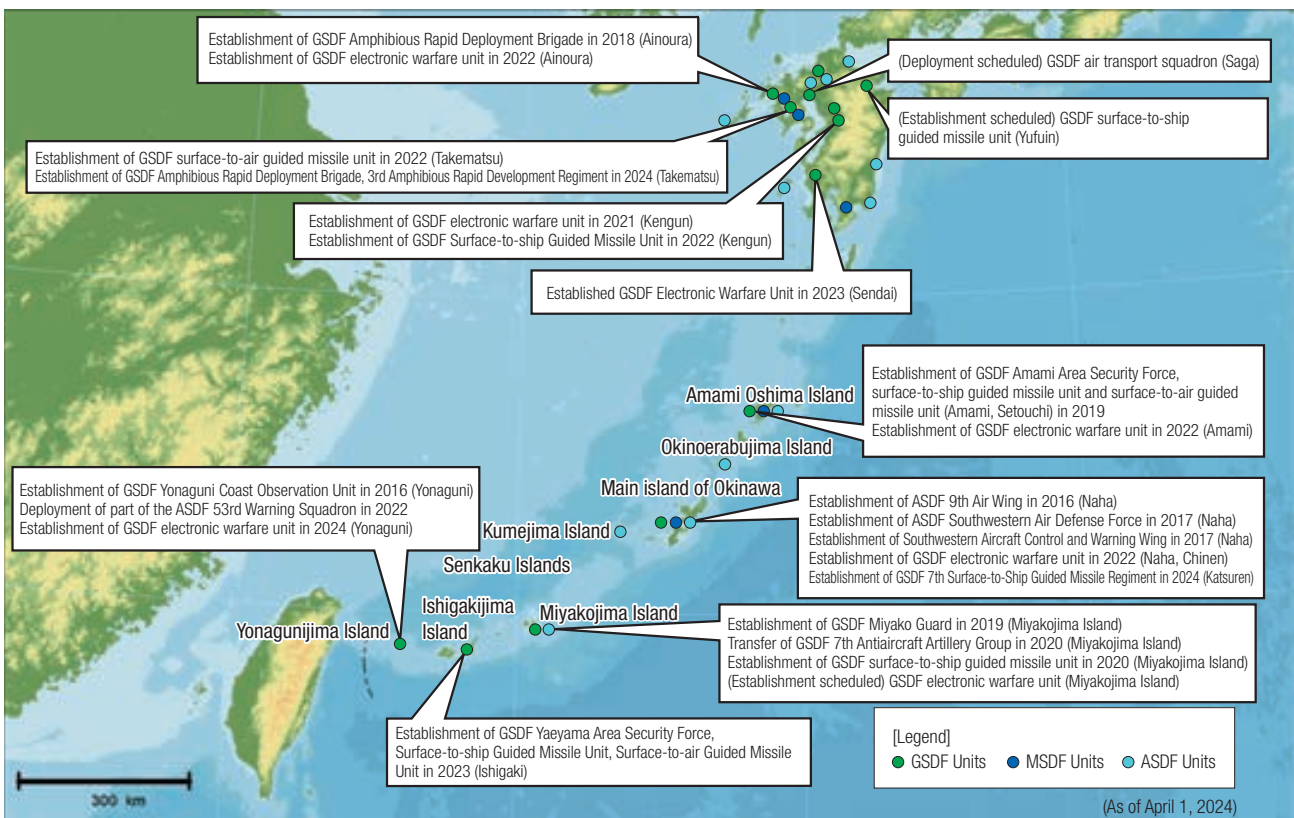 Establishment of GSDF Amphibious Rapid Deployment Brigade in 2018 (Ainoura)
Establishment of GSDF electronic warfare unit in 2022 (Ainoura)
(Deployment scheduled) GSDF air transport squadron (Saga)
(Establishment scheduled) GSDF surface-to-ship
guided missile unit (Yufuin)
Establishment of GSDF surface-to-air guided missile unit in 2022 (Takematsu)
Establishment of GSDF Amphibious Rapid Deployment Brigade, 3rd Amphibious Rapid Development Regiment in 2024 (Takematsu)
Establishment of GSDF electronic warfare unit in 2021 (Kengun)
Establishment of GSDF Surface-to-ship Guided Missile Unit in 2022 (Kengun)
Established GSDF Electronic Warfare Unit in 2023 (Sendai)
Amami Oshima Island
Establishment of GSDF Amami Area Security Force,
surface-to-ship guided missile unit and surface-to-air guided
missile unit (Amami, Setouchi) in 2019
Establishment of GSDF electronic warfare unit in 2022 (Amami)
Okinoerabujima Island
Main island of Okinawa
Establishment of GSDF Yonaguni Coast Observation Unit in 2016 (Yonaguni)
Deployment of part of the ASDF 53rd Warning Squadron in 2022
Establishment of GSDF electronic warfare unit in 2024 (Yonaguni)
Establishment of ASDF 9th Air Wing in 2016 (Naha)
Establishment of ASDF Southwestern Air Defense Force in 2017 (Naha)
Establishment of Southwestern Aircraft Control and Warning Wing in 2017 (Naha)
Establishment of GSDF electronic warfare unit in 2022 (Naha, Chinen)
Establishment of GSDF 7th Surface-to-Ship Guided Missile Regiment in 2024 (Katsuren)
Kumejima Island
Senkaku Islands
Ishigakijima
Island
Miyakojima Island
Yonagunijima Island
Establishment of GSDF Miyako Guard in 2019 (Miyakojima Island)
Transfer of GSDF 7th Antiaircraft Artillery Group in 2020 (Miyakojima Island)
Establishment of GSDF surface-to-ship guided missile unit in 2020 (Miyakojima Island)
(Establishment scheduled) GSDF electronic warfare unit (Miyakojima Island)
Establishment of GSDF Yaeyama Area Security Force,
Surface-to-ship Guided Missile Unit, Surface-to-air Guided Missile
Unit in 2023 (Ishigaki)
[Legend]
GSDF Units MSDF Units ASDF Units
300 km
(As of April 1, 2024)